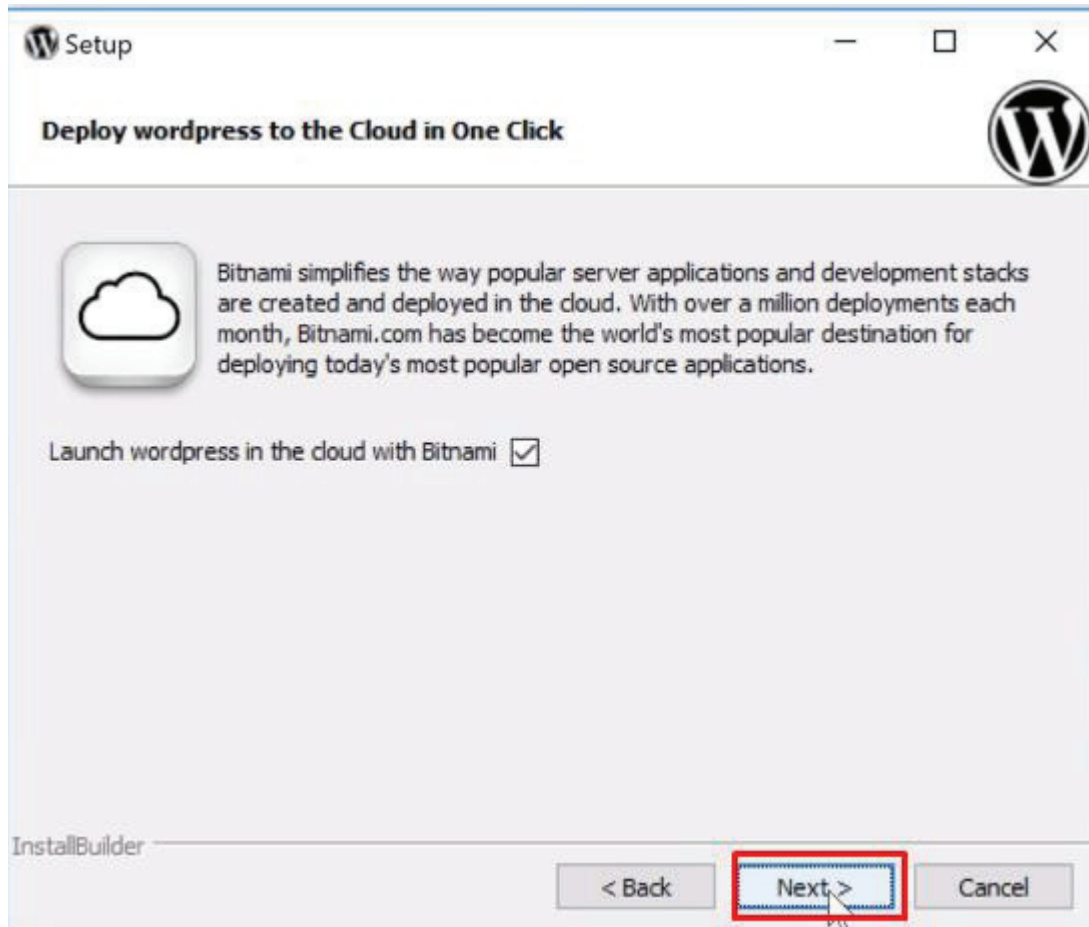 Setup
Deploy wordpress to the Cloud in One Click
Bitnami simplifies the way popular server applications and development stacks
are created and deployed in the cloud. With over a million deployments each
month, Bitnami.com has become the world's most popular destination for
deploying today's most popular open source applications.
Launch wordpress in the cloud with Bitnami
InstallBuilder
< Back Next > Cancel